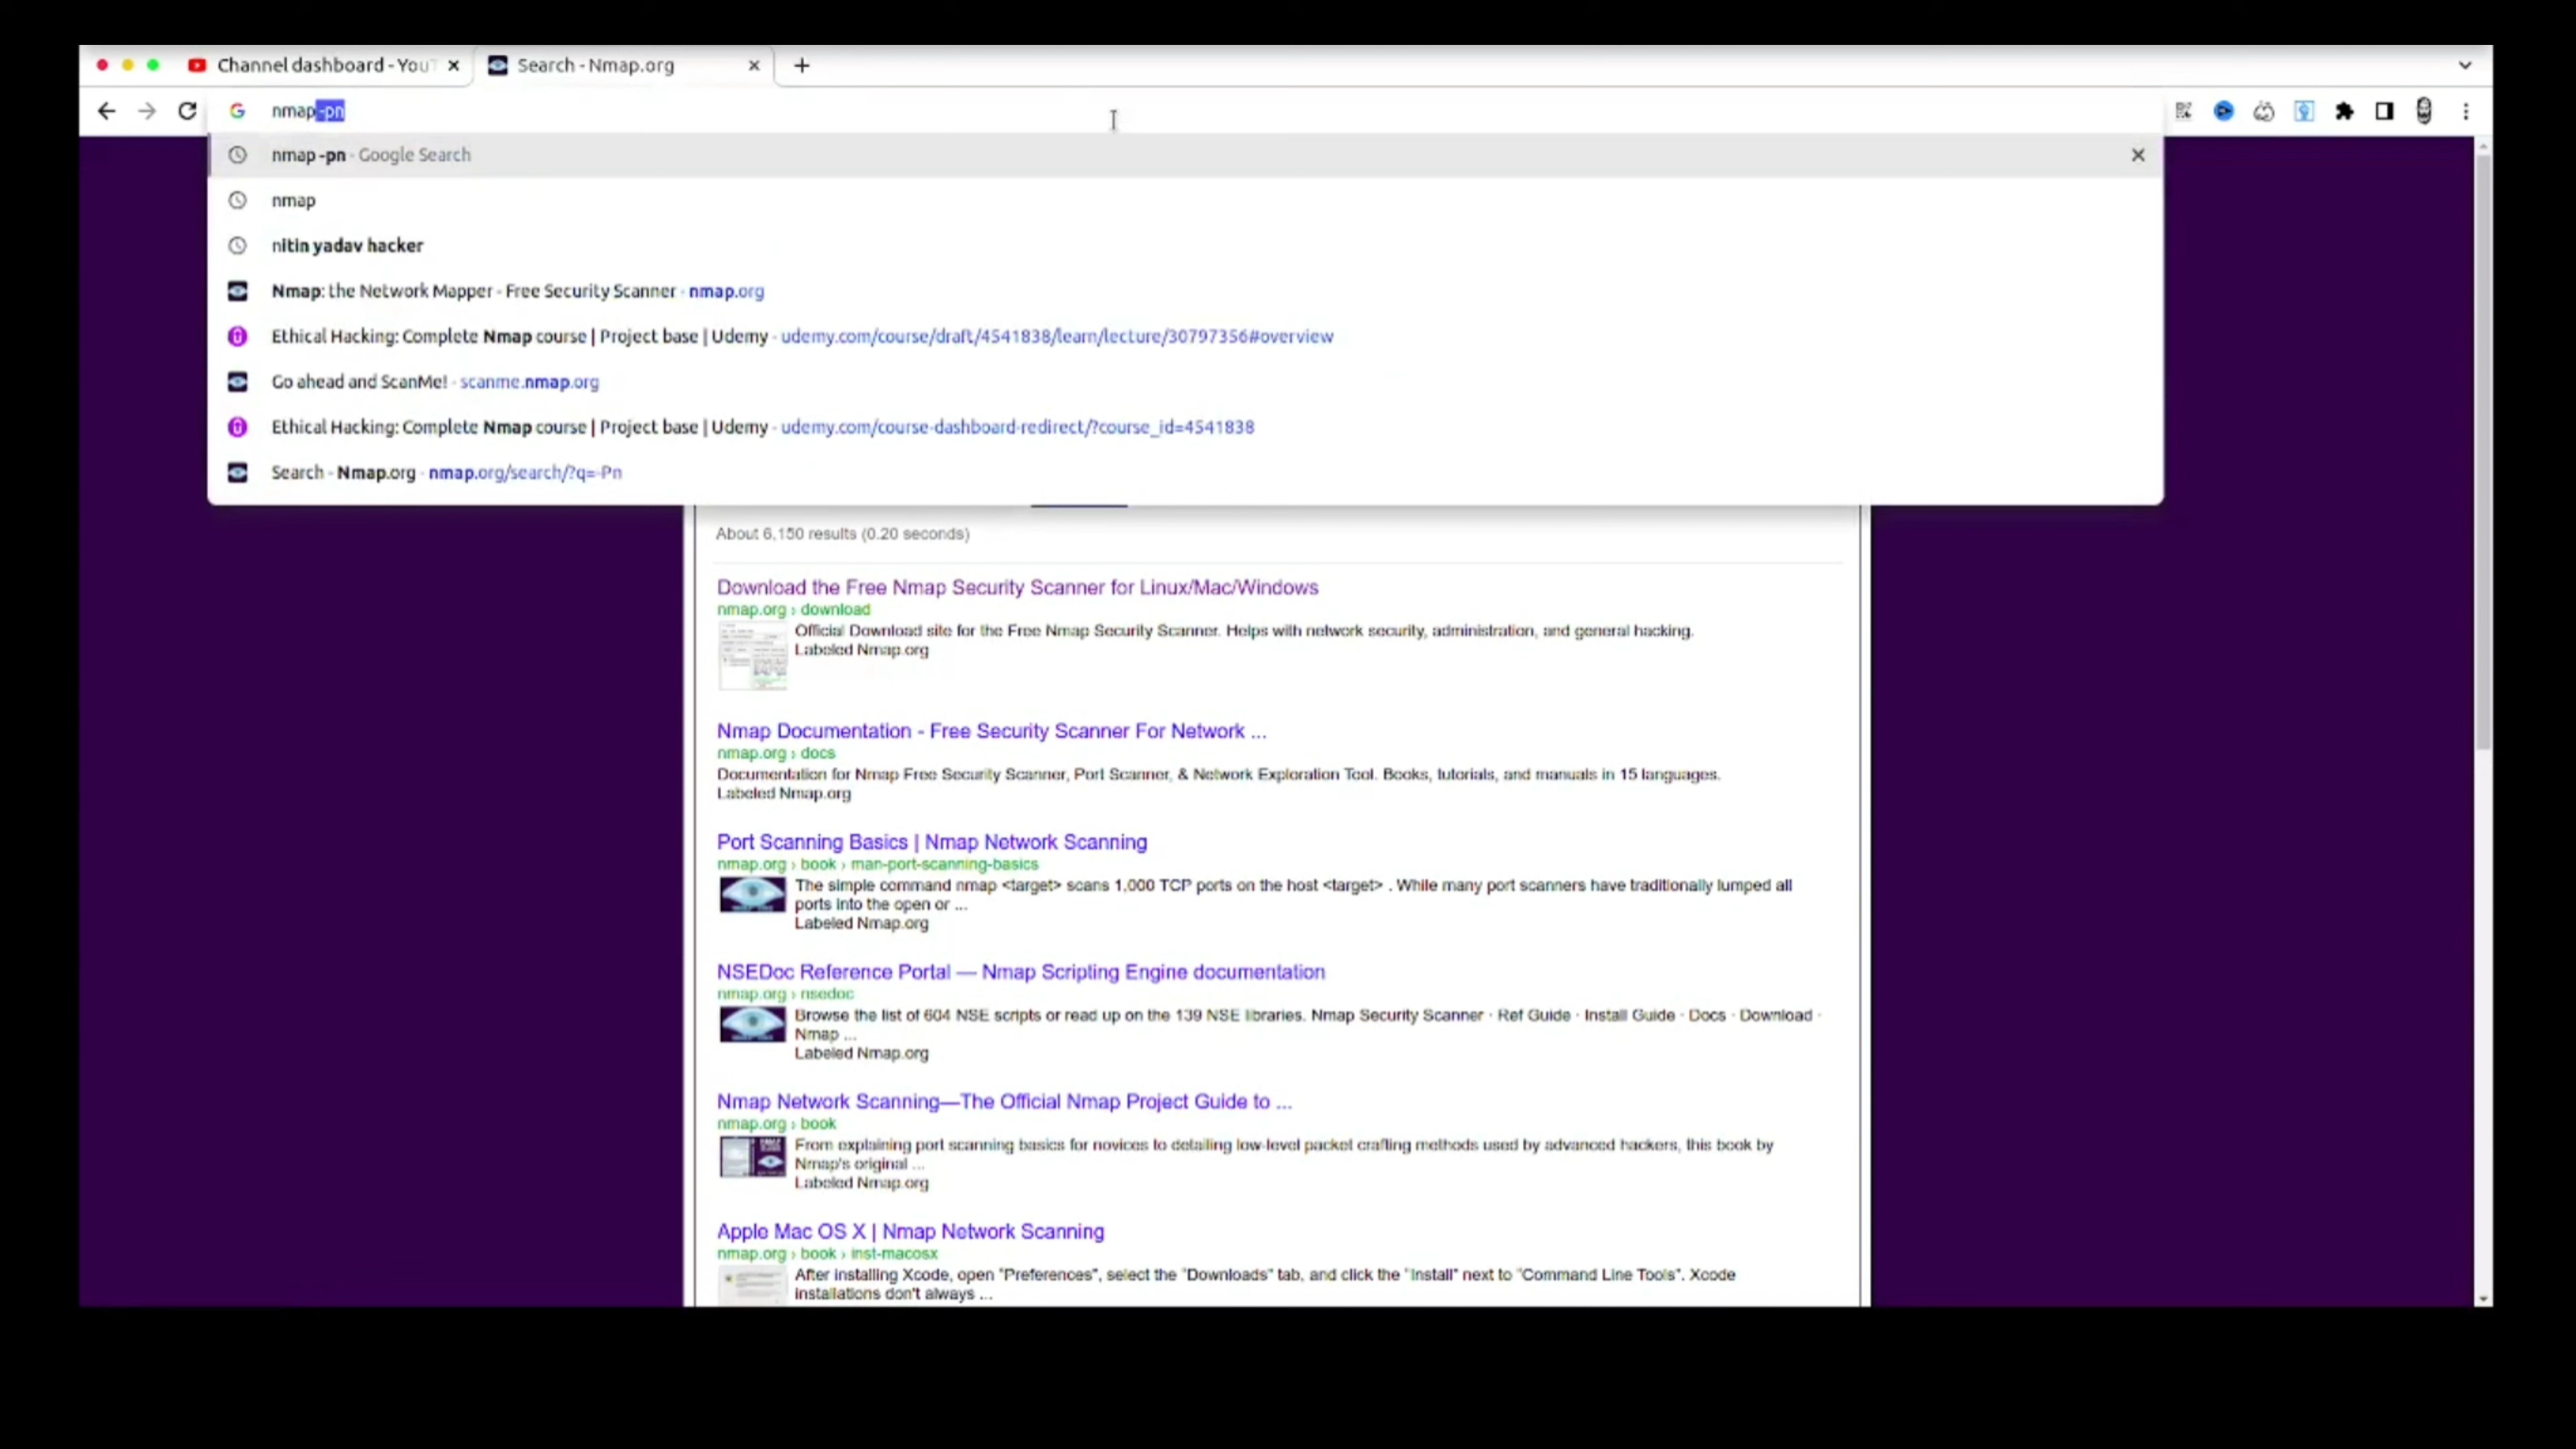 Channel dashboard - YouT
Search - Nmap.org
nmap -pn
nmap -pn - Google Search
nmap
nitin yadav hacker
Nmap: the Network Mapper - Free Security Scanner - nmap.org
Ethical Hacking: Complete Nmap course | Project base | Udemy - udemy.com/course/draft/4541838/learn/lecture/30797356#overview
Go ahead and ScanMe! - scanme.nmap.org
Ethical Hacking: Complete Nmap course | Project base | Udemy - udemy.com/course-dashboard-redirect/?course_id=4541838
Search - Nmap.org - nmap.org/search/?q=-Pn
About 6,150 results (0.20 seconds)
Download the Free Nmap Security Scanner for Linux/Mac/Windows
nmap.org › download
Official Download site for the Free Nmap Security Scanner. Helps with network security, administration, and general hacking.
Labeled Nmap.org
Nmap Documentation - Free Security Scanner For Network ...
nmap.org › docs
Documentation for Nmap Free Security Scanner, Port Scanner, & Network Exploration Tool. Books, tutorials, and manuals in 15 languages.
Labeled Nmap.org
Port Scanning Basics | Nmap Network Scanning
nmap.org › book › man-port-scanning-basics
The simple command nmap <target> scans 1,000 TCP ports on the host <target> . While many port scanners have traditionally lumped all
ports into the open or ...
Labeled Nmap.org
NSEDoc Reference Portal — Nmap Scripting Engine documentation
nmap.org › nsedoc
Browse the list of 604 NSE scripts or read up on the 139 NSE libraries. Nmap Security Scanner · Ref Guide · Install Guide · Docs · Download ·
Nmap ...
Labeled Nmap.org
Nmap Network Scanning—The Official Nmap Project Guide to ...
nmap.org › book
From explaining port scanning basics for novices to detailing low-level packet crafting methods used by advanced hackers, this book by
Nmap's original ...
Labeled Nmap.org
Apple Mac OS X | Nmap Network Scanning
nmap.org › book › inst-macosx
After installing Xcode, open "Preferences", select the "Downloads" tab, and click the "Install" next to "Command Line Tools". Xcode
installations don't always ...